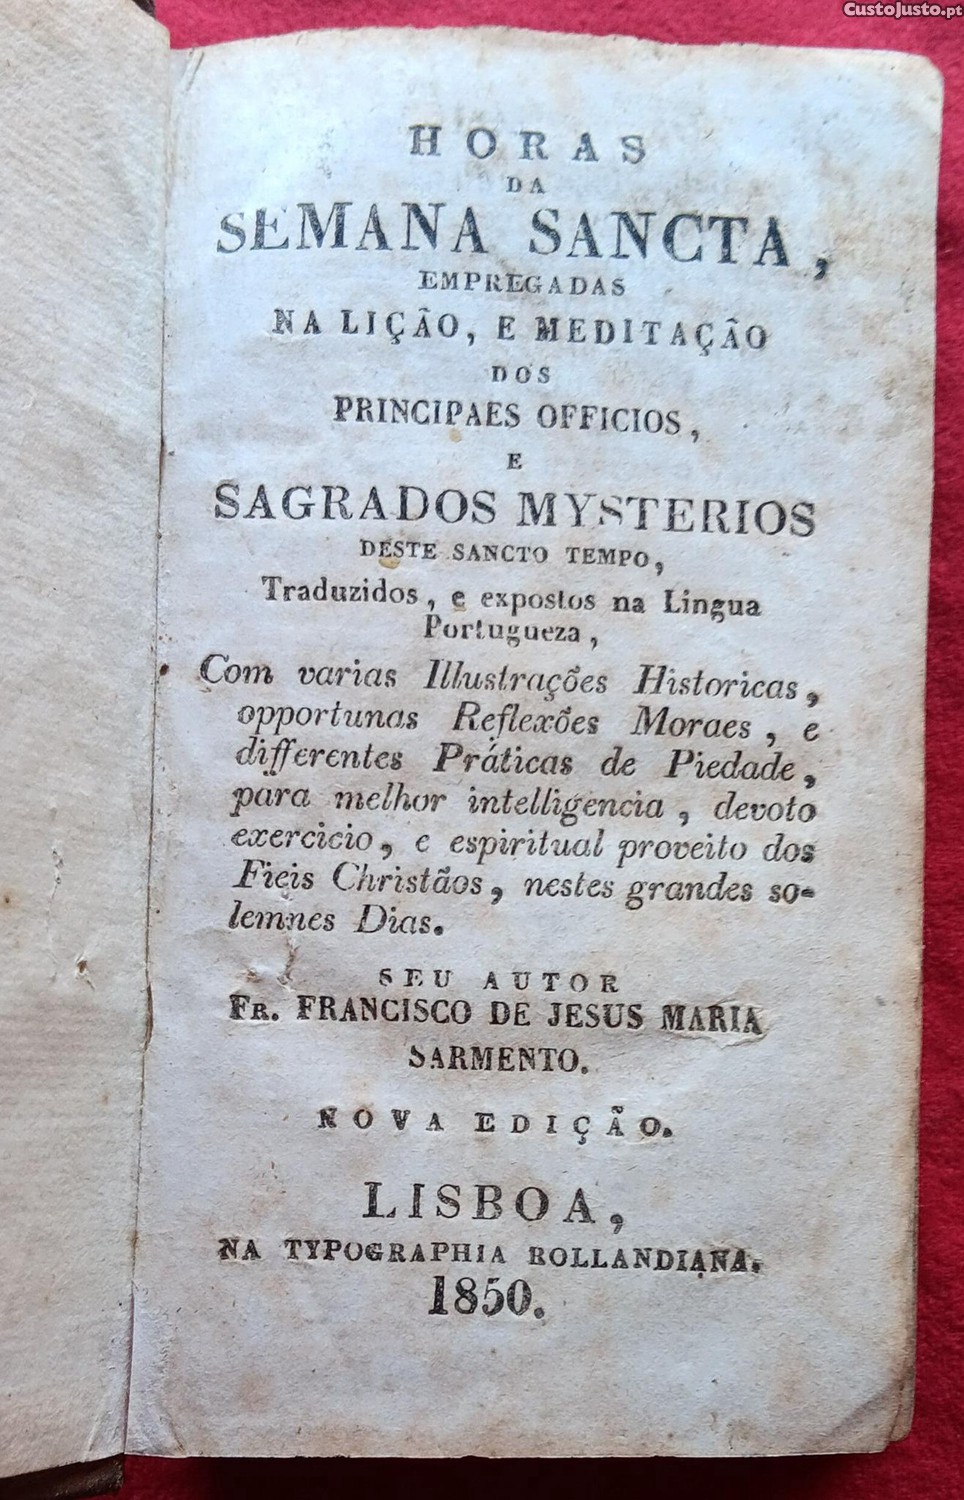 CustoJusto.pt
HORAS
DA
SEMANA SANCTA,
EMPREGADAS
NA LIÇÃO, E MEDITAÇÃO
DOS
PRINCIPAES OFFICIOS,
E
SAGRADOS MYSTERIOS
DESTE SANCTO TEMPO,
Traduzidos, e expostos na Lingua
Portugueza,
Com varias Illustrações Historicas,
opportunas Reflexões Moraes, e
differentes Práticas de Piedade,
para melhor intelligencia, devoto
exercicio, e espiritual proveito dos
Fieis Christãos, nestes grandes so-
lemnes Dias.
SEU AUTOR
FR. FRANCISCO DE JESUS MARIA
SARMENTO.
NOVA EDIÇÃO.
LISBOA,
NA TYPOGRAPHIA ROLLANDIANA.
1850.